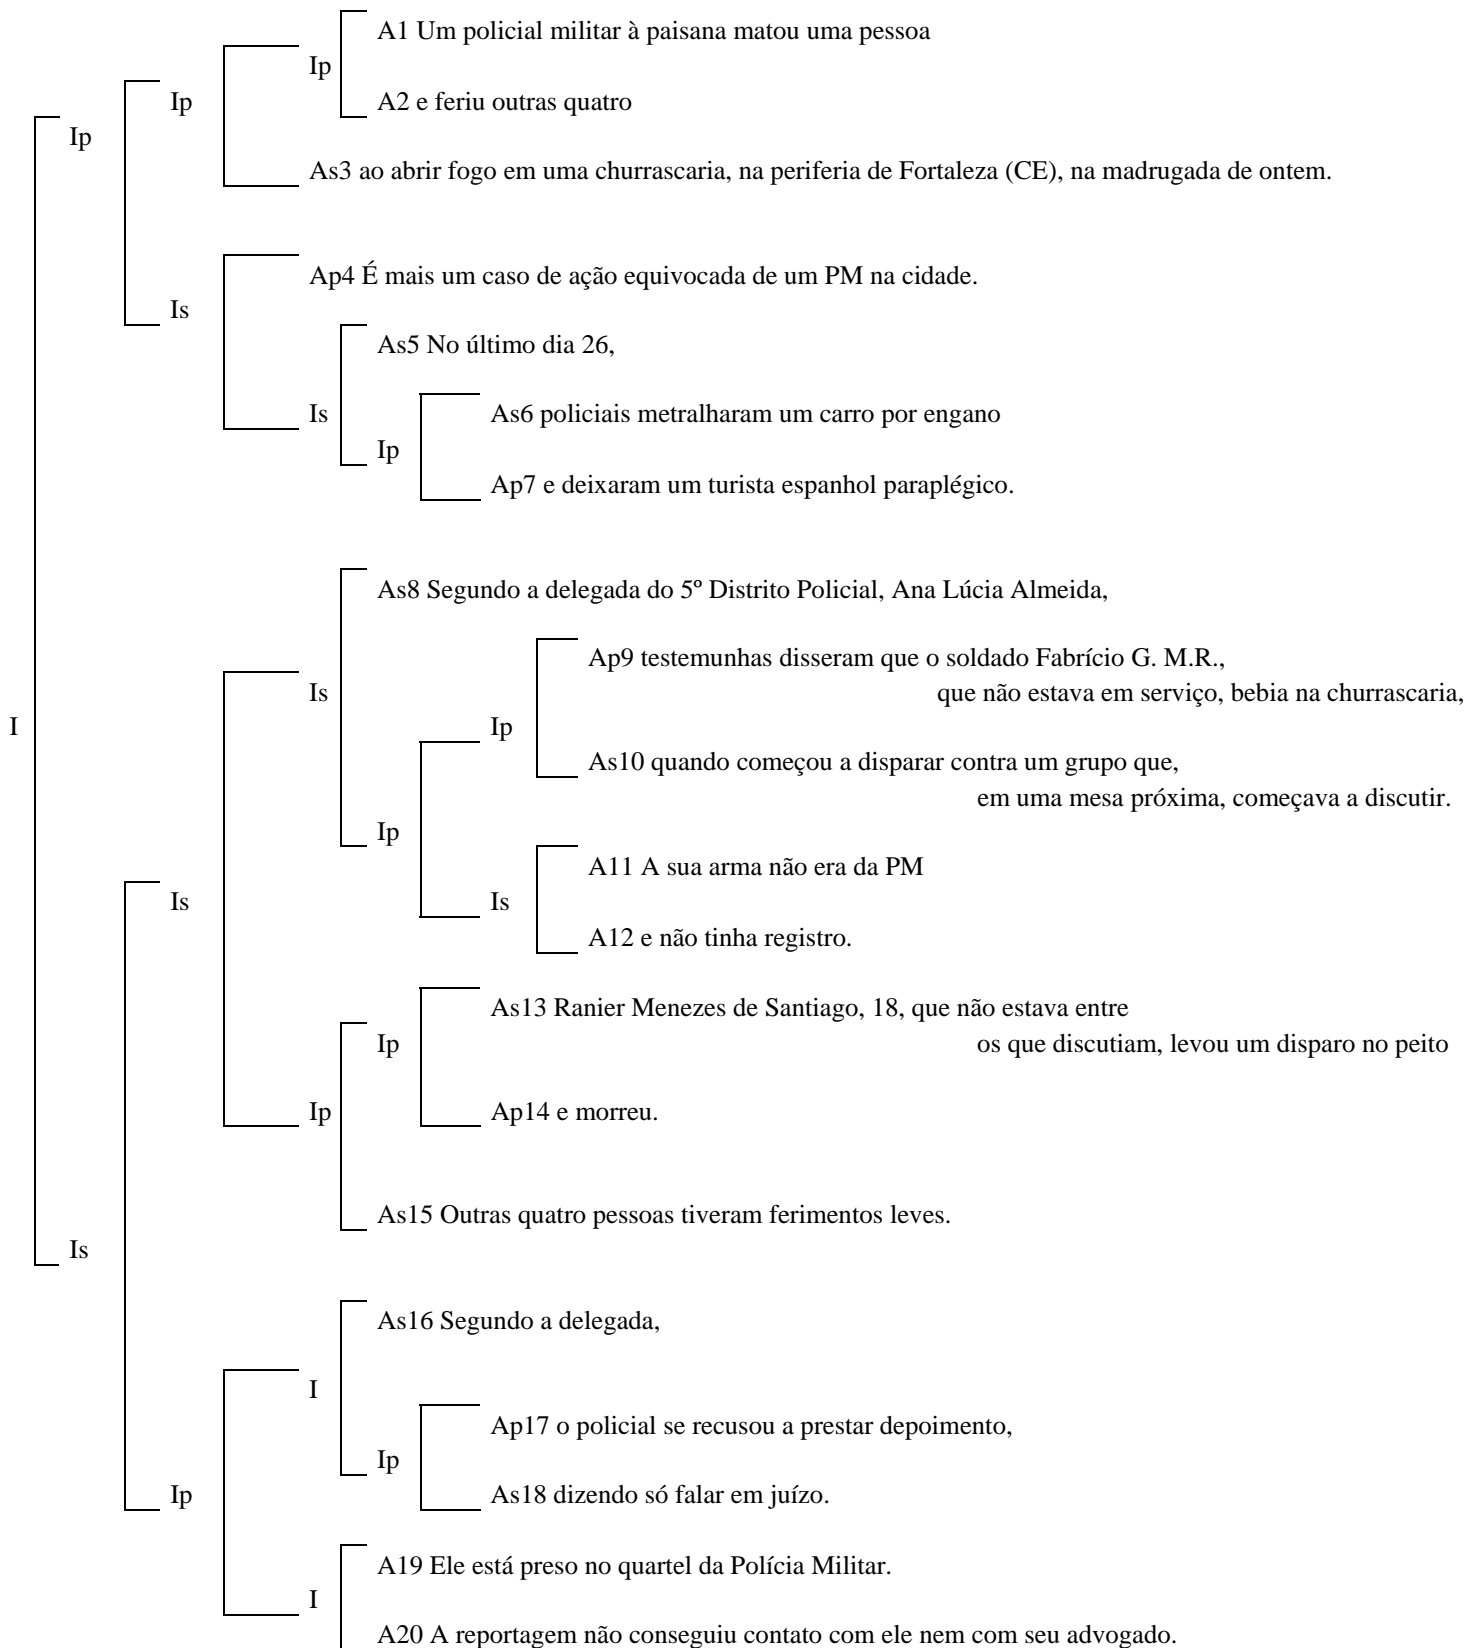 A1 Um policial militar à paisana matou uma pessoa
Ip
A2 e feriu outras quatro
Ip
Ip
As3 ao abrir fogo em uma churrascaria, na periferia de Fortaleza (CE), na madrugada de ontem.
Ap4 É mais um caso de ação equivocada de um PM na cidade.
Is
As5 No último dia 26,
Is
As6 policiais metralharam um carro por engano
Ip
Ap7 e deixaram um turista espanhol paraplégico.
As8 Segundo a delegada do 5º Distrito Policial, Ana Lúcia Almeida,
Ap9 testemunhas disseram que o soldado Fabrício G. M.R.,
que não estava em serviço, bebia na churrascaria,
Is
I
Ip
As10 quando começou a disparar contra um grupo que,
em uma mesa próxima, começava a discutir.
Ip
A11 A sua arma não era da PM
Is
Is
A12 e não tinha registro.
As13 Ranier Menezes de Santiago, 18, que não estava entre
os que discutiam, levou um disparo no peito
Ip
Ip
Ap14 e morreu.
As15 Outras quatro pessoas tiveram ferimentos leves.
Is
As16 Segundo a delegada,
I
Ap17 o policial se recusou a prestar depoimento,
Ip
Ip
As18 dizendo só falar em juízo.
A19 Ele está preso no quartel da Polícia Militar.
I
A20 A reportagem não conseguiu contato com ele nem com seu advogado.